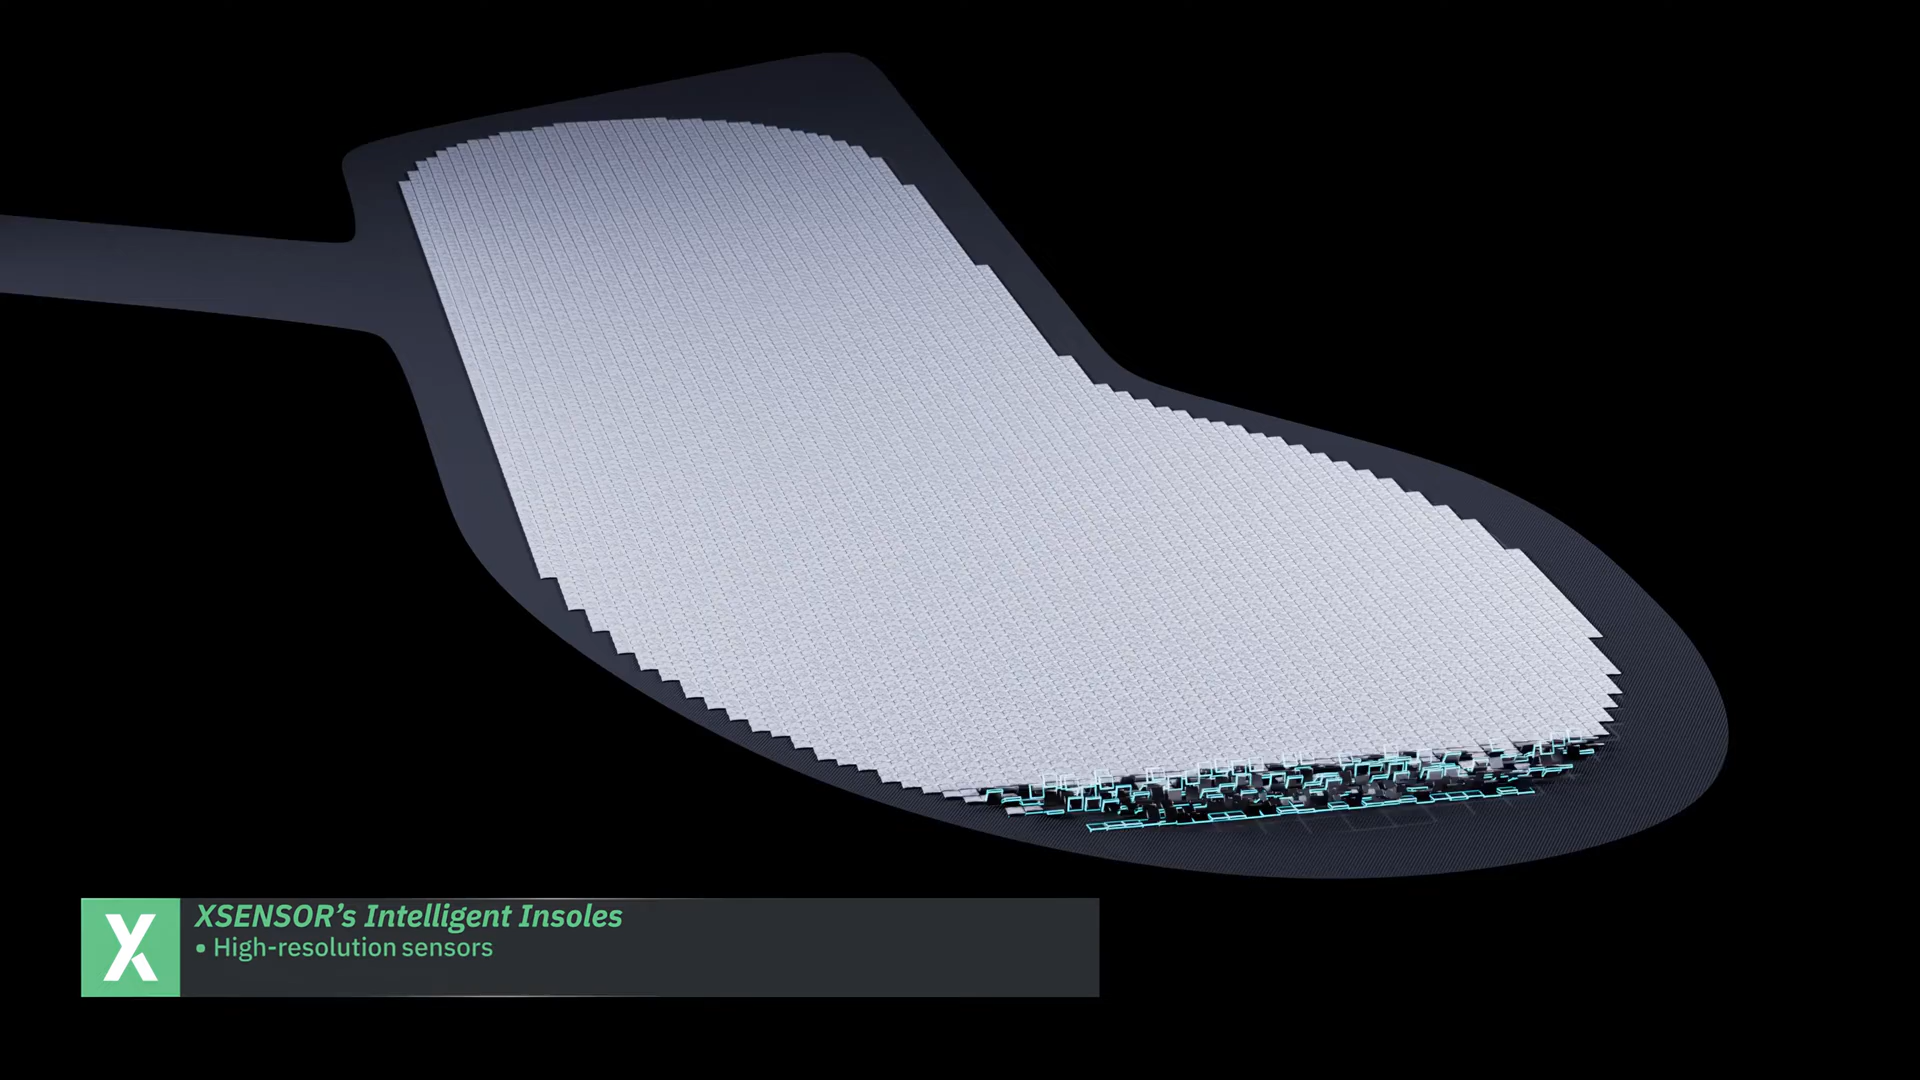 X
XSENSOR’s Intelligent Insoles
• High-resolution sensors